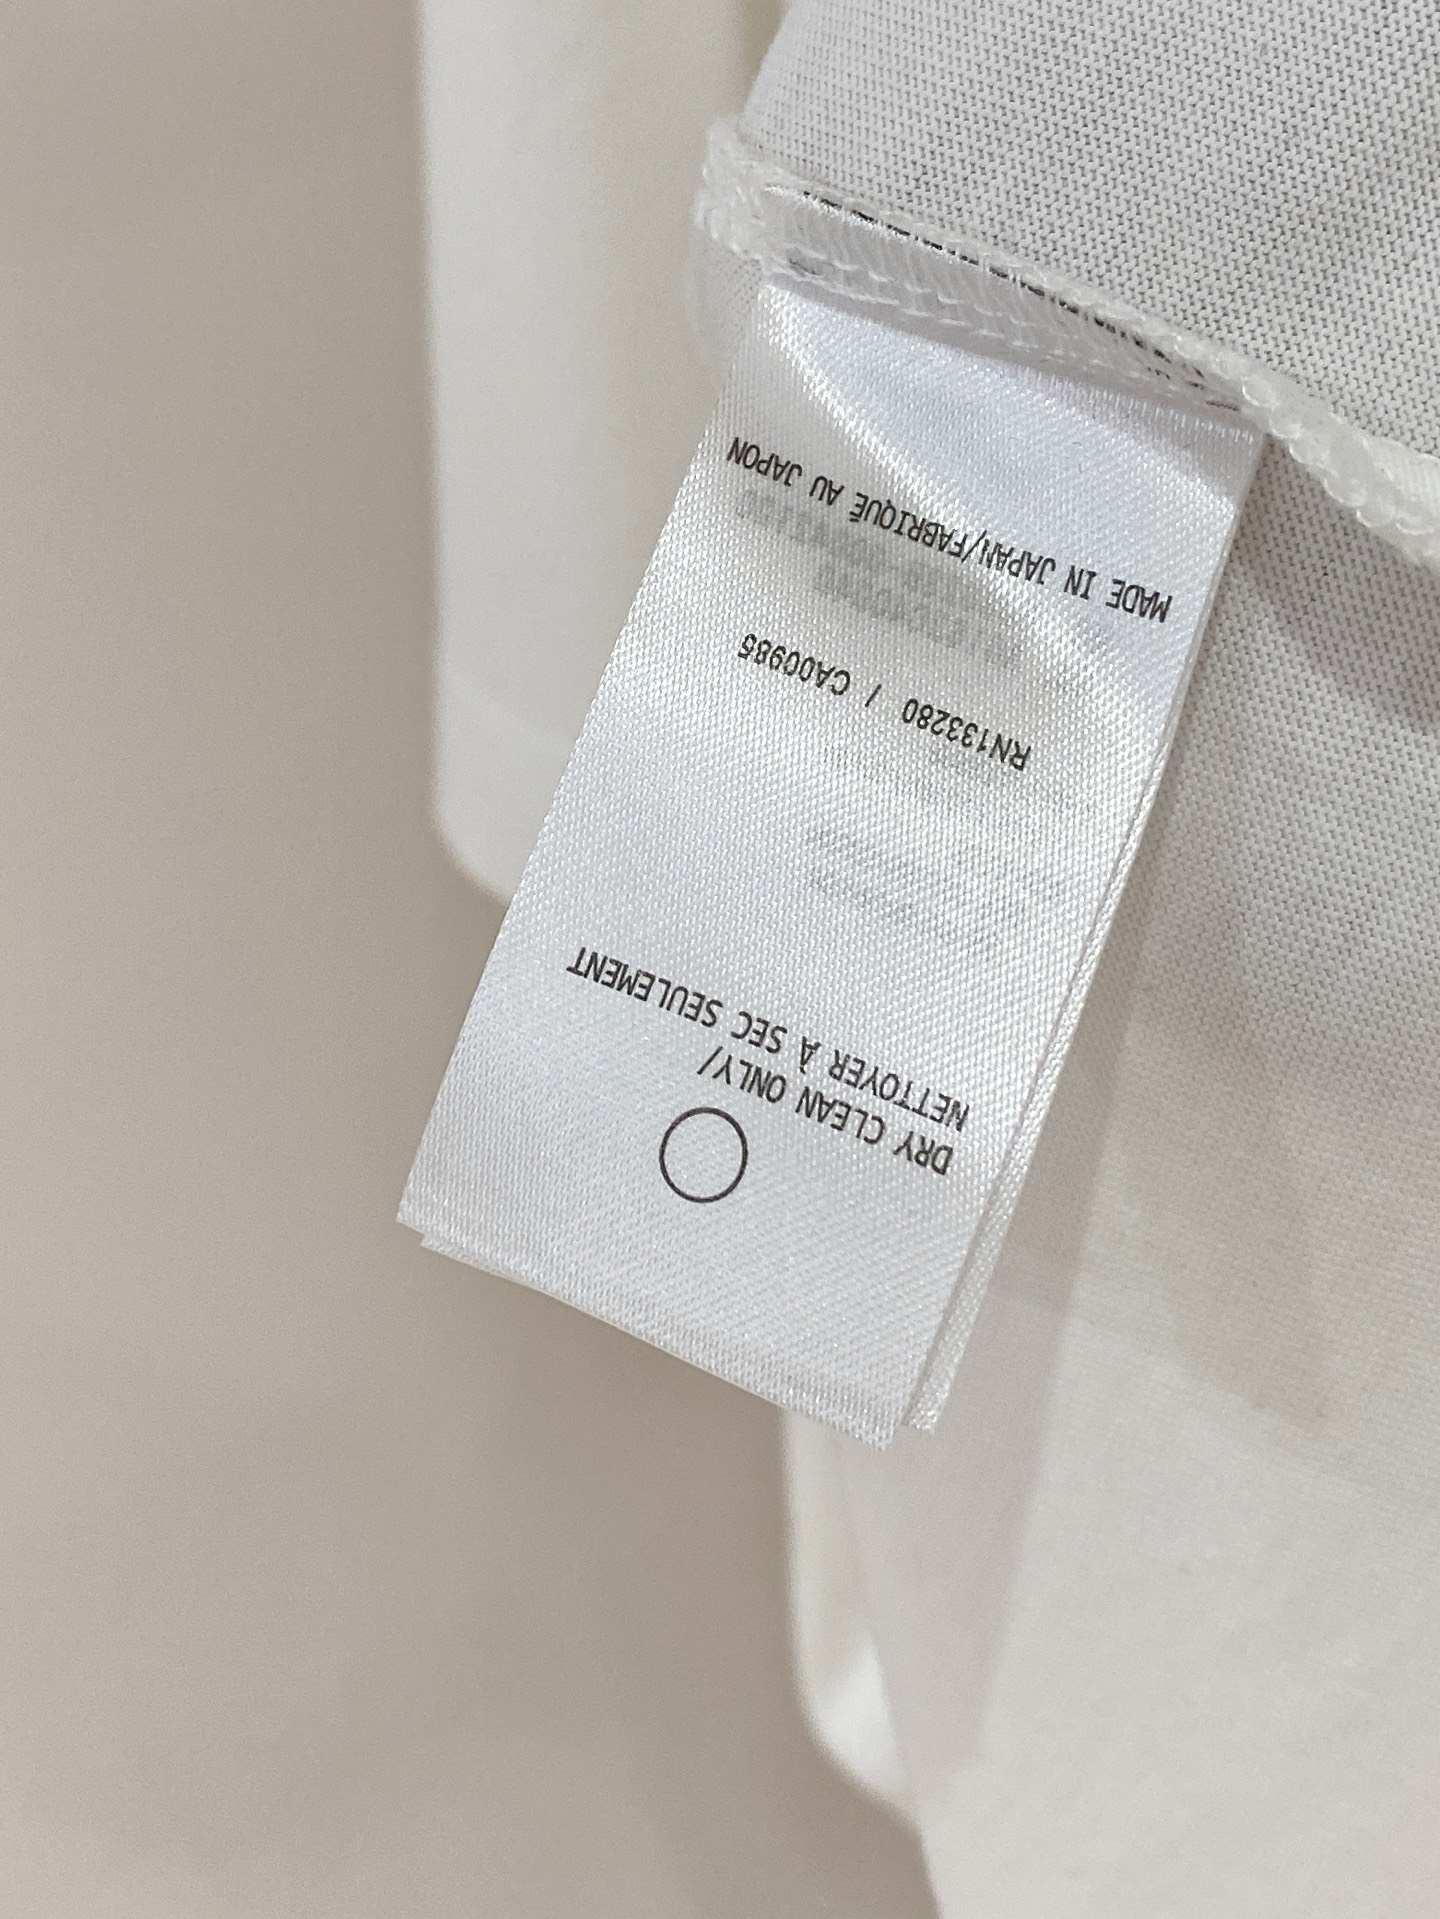 DRY CLEAN ONLY/
NETTOYER À SEC SEULEMENT
RN133280 / CA00985
MADE IN JAPAN/FABRIQUÉ AU JAPON